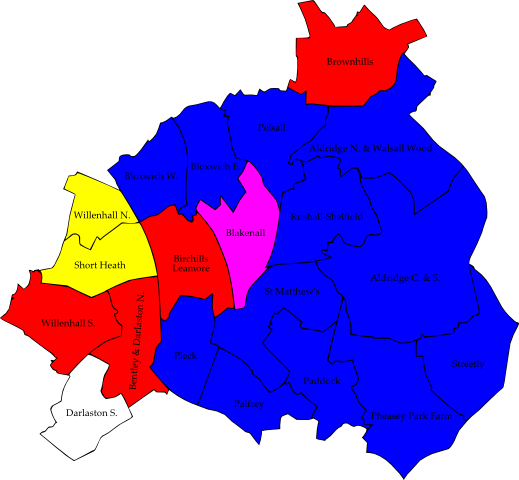 Brownhills
Pelsall
Aldridge N. & Walsall Wood
Bloxwich E.
Bloxwich W.
Willenhall N.
Rushall-Shelfield
Blakenall
Birchills
Leamore
Short Heath
Aldridge C. & S.
St Matthew's
Willenhall S.
Bentley & Darlaston N.
Pleck
Streetly
Paddock
Palfrey
Darlaston S.
Pheasey Park Farm